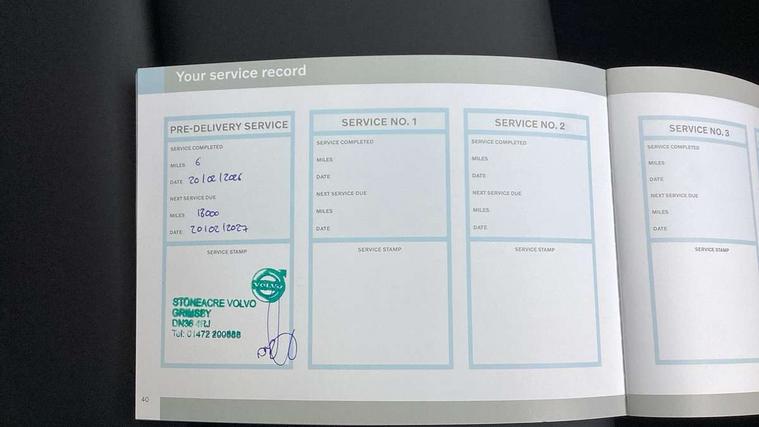 Your service record
PRE-DELIVERY SERVICE
SERVICE COMPLETED
MILES 6
DATE 20/02/2026
NEXT SERVICE DUE
MILES 18000
DATE 20/02/2027
SERVICE STAMP
VOLVO
STONEACRE VOLVO
GRIMSBY
DN36 4RJ
Tel: 01472 200888
SERVICE NO. 1
SERVICE COMPLETED
MILES
DATE
NEXT SERVICE DUE
MILES
DATE
SERVICE STAMP
SERVICE NO. 2
SERVICE COMPLETED
MILES
DATE
NEXT SERVICE DUE
MILES
DATE
SERVICE STAMP
SERVICE NO. 3
SERVICE COMPLETED
MILES
DATE
NEXT SERVICE DUE
MILES
DATE
SERVICE STAMP
40